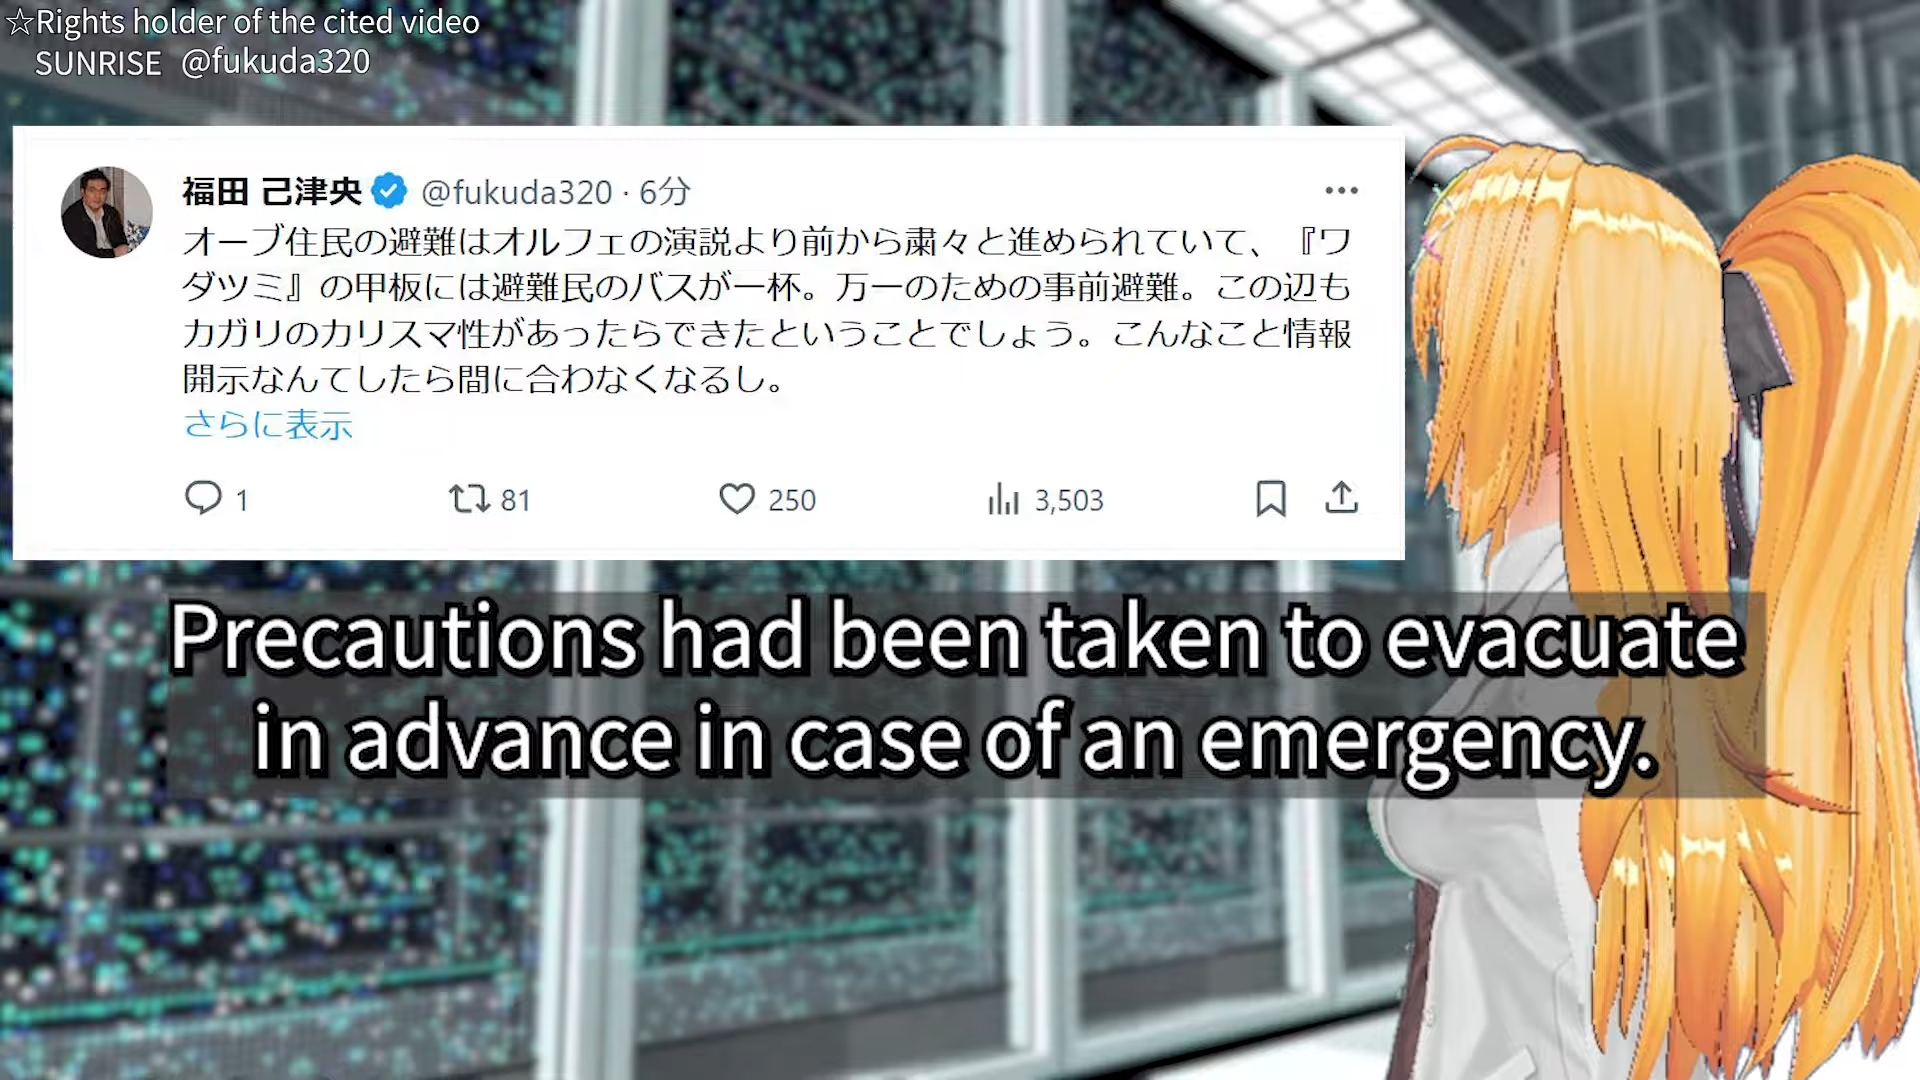 ☆Rights holder of the cited video
SUNRISE @fukuda320
福田 己津央 @fukuda320 · 6分
オーブ住民の避難はオルフェの演説より前から粛々と進められていて、『ワ
ダツミ』の甲板には避難民のバスが一杯。万一のための事前避難。この辺も
カガリのカリスマ性があったらできたということでしょう。こんなこと情報
開示なんてしたら間に合わなくなるし。
さらに表示
1 81 250 3,503
Precautions had been taken to evacuate
in advance in case of an emergency.